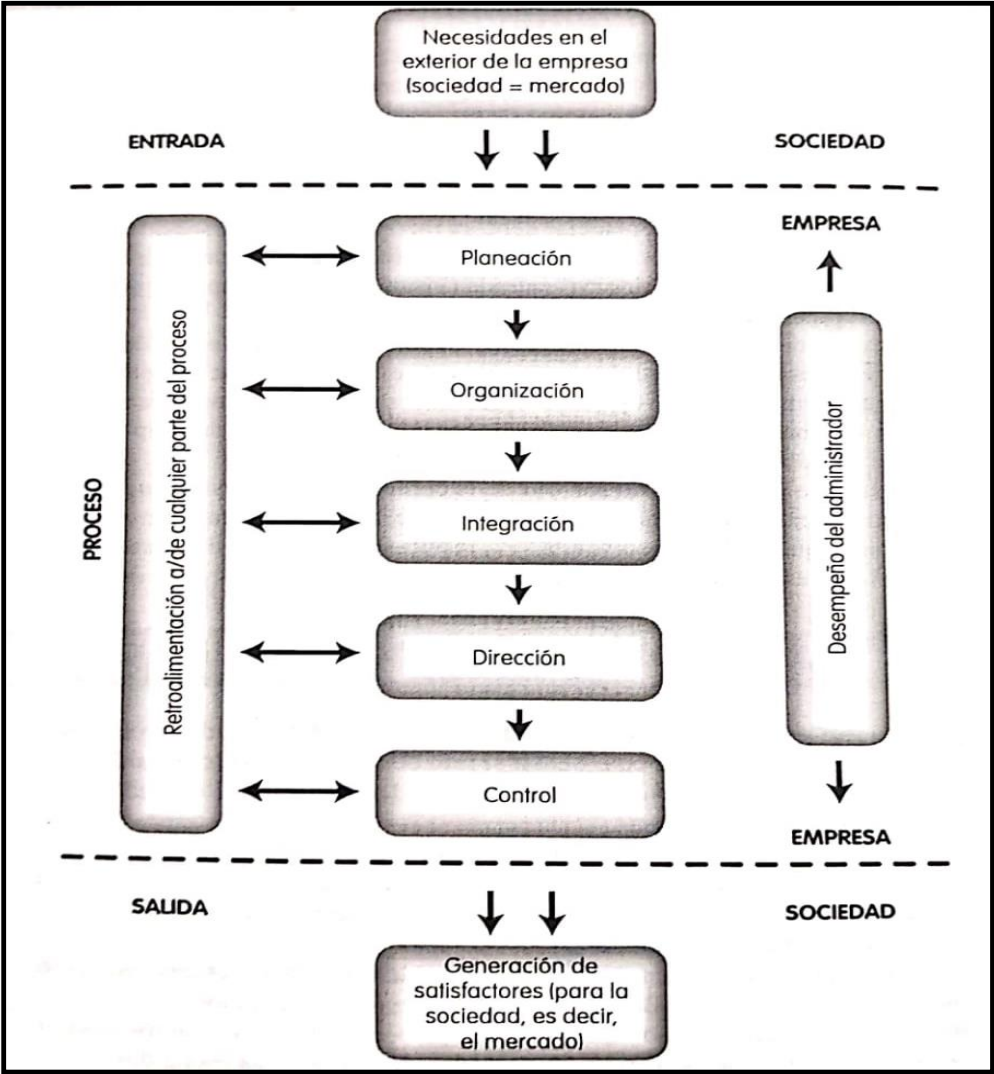 Necesidades en el
exterior de la empresa
(sociedad = mercado)
ENTRADA
SOCIEDAD
EMPRESA
Planeación
Organización
Integración
Dirección
Control
PROCESO
Retroalimentación a/de cualquier parte del proceso
Desempeño del administrador
EMPRESA
SALIDA
SOCIEDAD
Generación de
satisfactores (para la
sociedad, es decir,
el mercado)